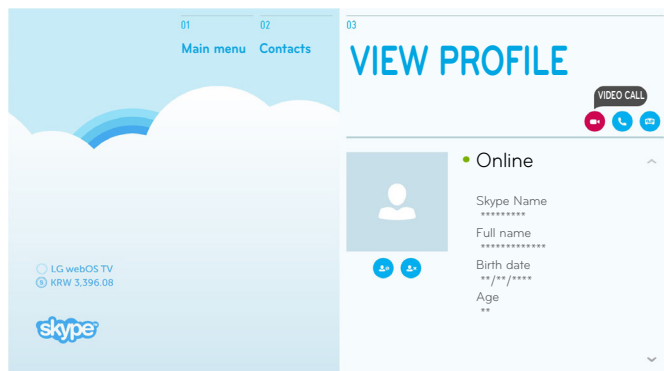 01
Main menu
02
Contacts
LG webOS TV
KRW 3,396.08
skype
03
VIEW PROFILE
VIDEO CALL
Online
Skype Name
*********
Full name
*************
Birth date
**/**/****
Age
**